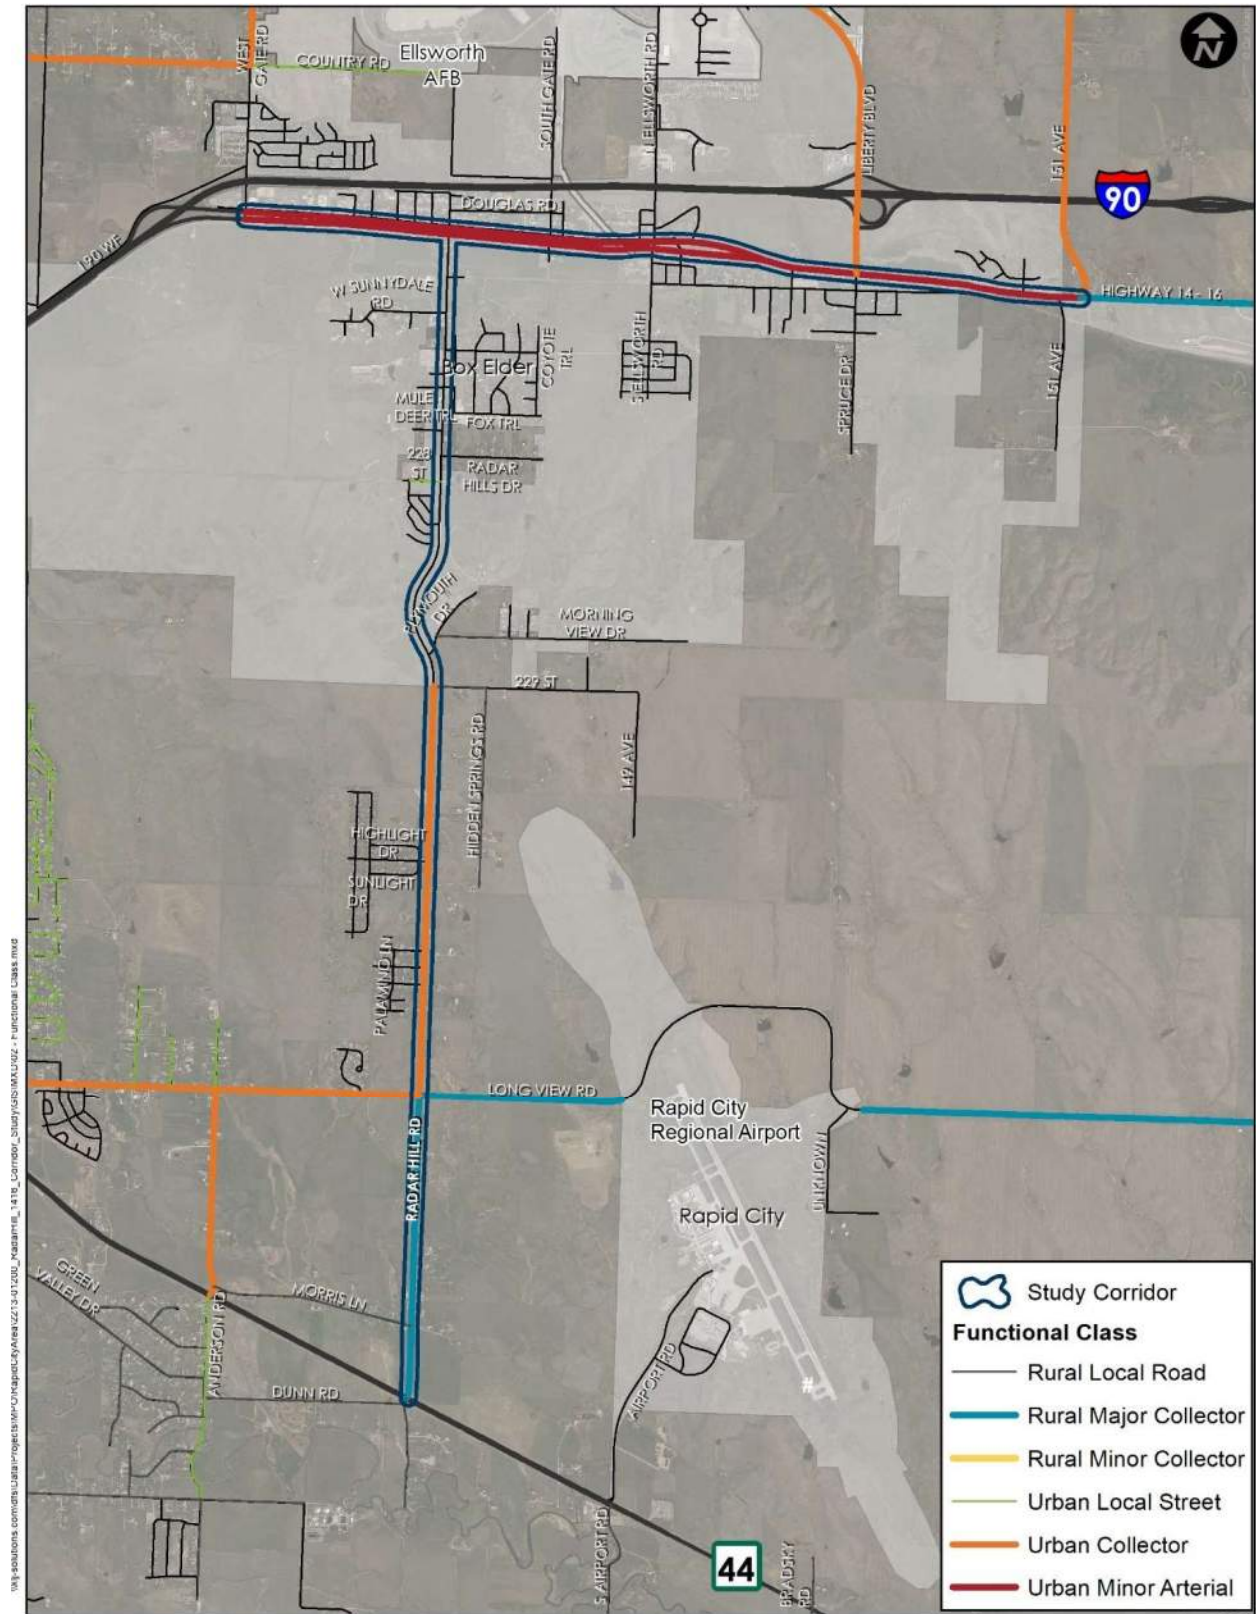 WEST
GATE RD
COUNTRY RD
Ellsworth
AFB
SOUTH GATE RD
N ELLSWORTH RD
LIBERTY BLVD
151 AVE
N
90
DOUGLAS RD
I90 WF
W SUNNYDALE
RD
HIGHWAY 14 - 16
Box Elder
COYOTE
TRL
S ELLSWORTH
RD
SPRUCE DR
151 AVE
MULE
DEER TRL
FOX TRL
228
ST
RADAR
HILLS DR
PLYMOUTH
DR
MORNING
VIEW DR
229 ST
HIDDEN SPRINGS RD
149 AVE
HIGHLIGHT
DR
SUNLIGHT
DR
PALAMINO LN
LONG VIEW RD
Rapid City
Regional Airport
RADAR HILL RD
UNKNOWN
Rapid City
GREEN
VALLEY DR
MORRIS LN
ANDERSON RD
DUNN RD
AIRPORT RD
S AIRPORT RD
44
BRADSKY
RD
Study Corridor
Functional Class
Rural Local Road
Rural Major Collector
Rural Minor Collector
Urban Local Street
Urban Collector
Urban Minor Arterial